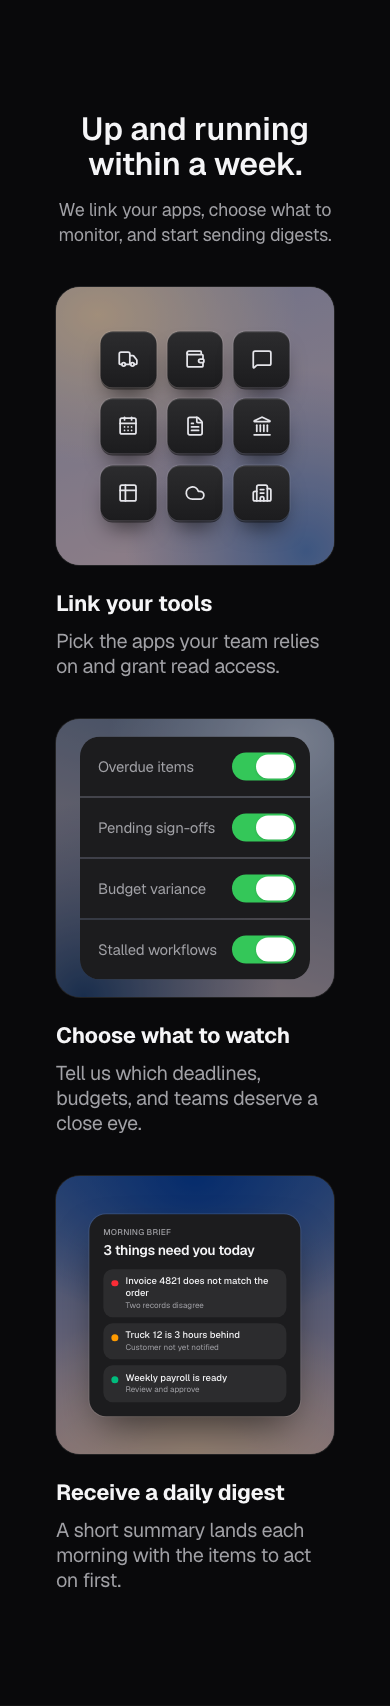 Up and running
within a week.
We link your apps, choose what to
monitor, and start sending digests.
Link your tools
Pick the apps your team relies
on and grant read access.
Overdue items
Pending sign-offs
Budget variance
Stalled workflows
Choose what to watch
Tell us which deadlines,
budgets, and teams deserve a
close eye.
MORNING BRIEF
3 things need you today
Invoice 4821 does not match the
order
Two records disagree
Truck 12 is 3 hours behind
Customer not yet notified
Weekly payroll is ready
Review and approve
Receive a daily digest
A short summary lands each
morning with the items to act
on first.